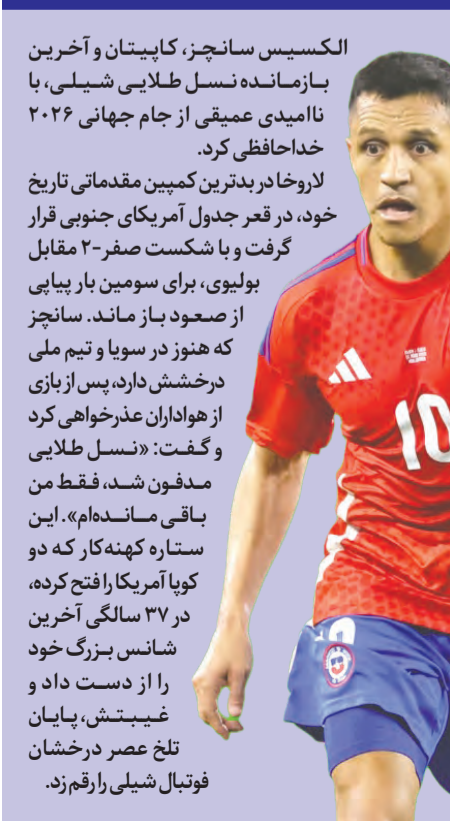 الکسیس سانچز، کاپیتان و آخرین
بازمانده نسل طلایی شیلی، با
ناامیدی عمیقی از جام جهانی ۲۰۲۶
خداحافظی کرد.
لاروخا در بدترین کمپین مقدماتی تاریخ
خود، در قعر جدول آمریکای جنوبی قرار
گرفت و با شکست صفر-۲ مقابل
بولیوی، برای سومین بار پیاپی
از صعود باز ماند. سانچز
که هنوز در سویا و تیم ملی
درخشش دارد، پس از بازی
از هواداران عذرخواهی کرد
و گفت: «نسل طلایی
مدفون شد، فقط من
باقی مانده‌ام». این
ستاره کهنه‌کار که دو
کوپا آمریکا را فتح کرده،
در ۳۷ سالگی آخرین
شانس بزرگ خود
را از دست داد و
غیبتش، پایان
تلخ عصر درخشان
فوتبال شیلی را رقم زد.
10